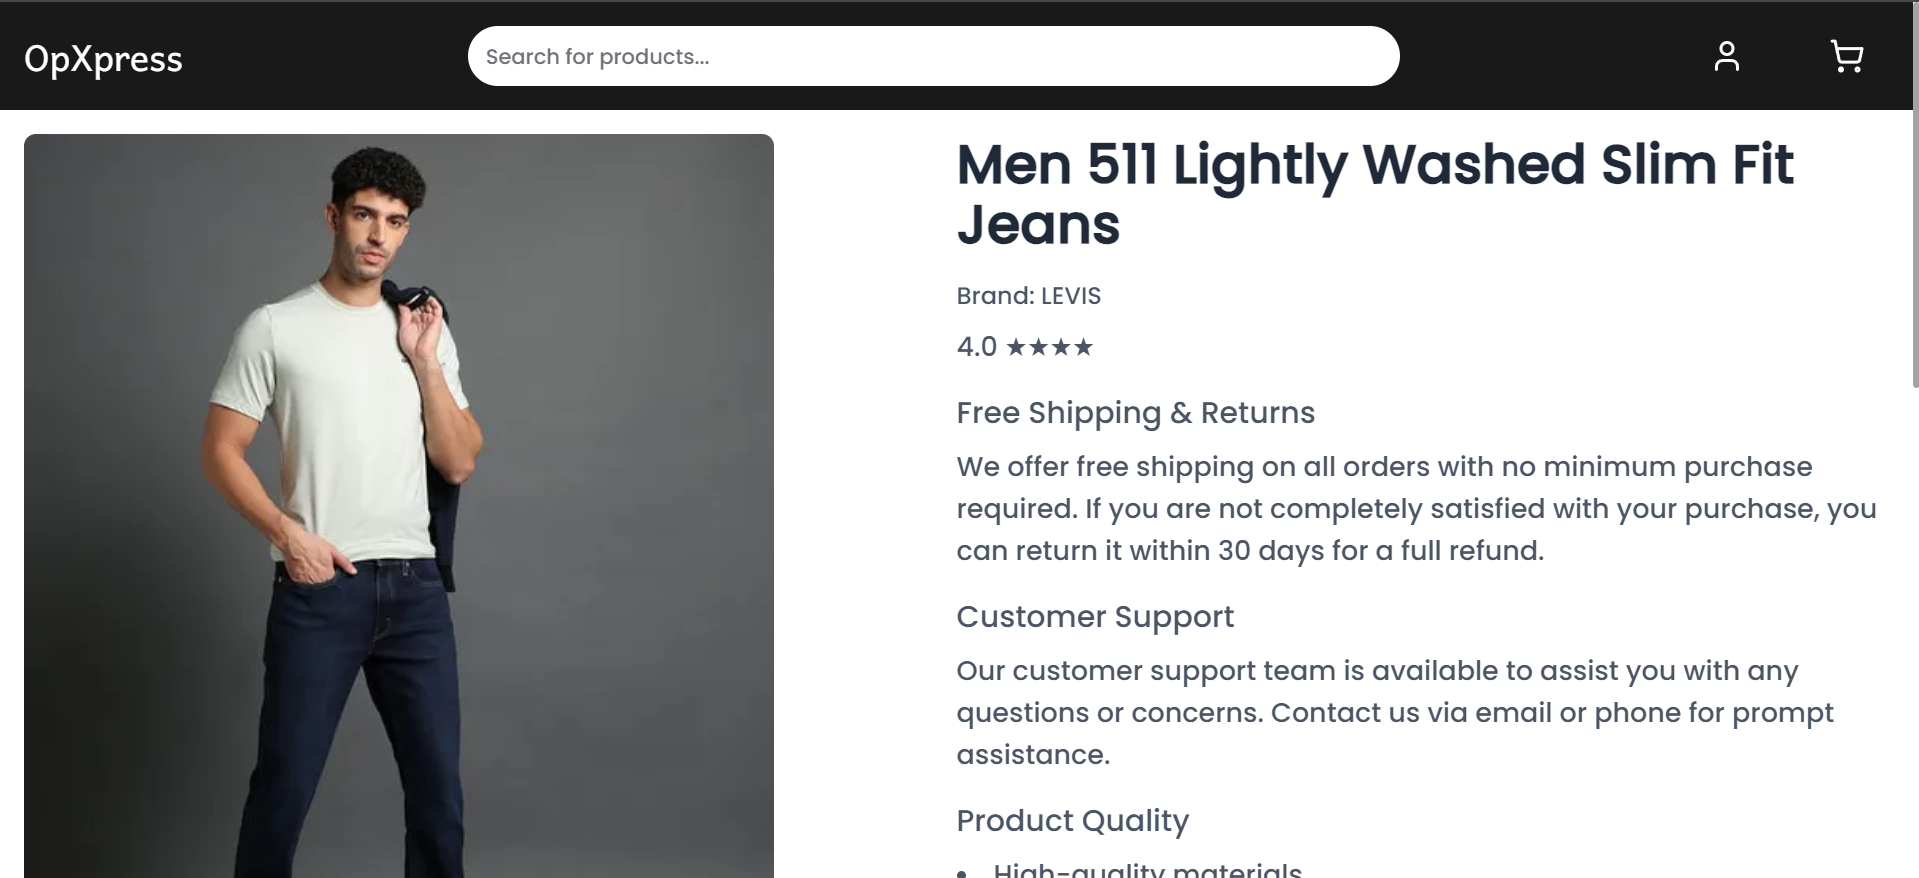 OpXpress
Search for products...
Men 511 Lightly Washed Slim Fit
Jeans
Brand: LEVIS
4.0 ★★★★
Free Shipping & Returns
We offer free shipping on all orders with no minimum purchase
required. If you are not completely satisfied with your purchase, you
can return it within 30 days for a full refund.
Customer Support
Our customer support team is available to assist you with any
questions or concerns. Contact us via email or phone for prompt
assistance.
Product Quality
• High-quality materials